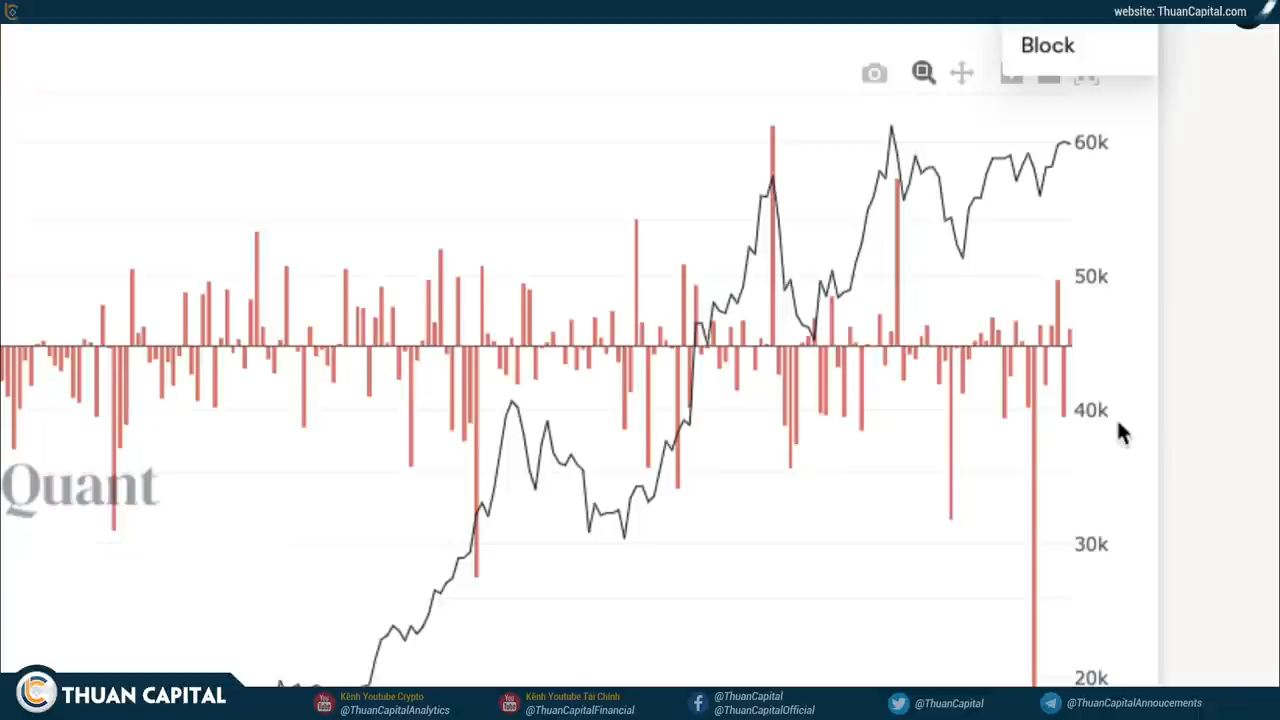 website: ThuanCapital.com
Block
60k
50k
40k
Quant
30k
20k
THUAN CAPITAL
Kênh Youtube Crypto
@ThuanCapitalAnalytics
Kênh Youtube Tài Chính
@ThuanCapitalFinancial
@ThuanCapital
@ThuanCapitalOfficial
@ThuanCapital
@ThuanCapitalAnnoucements